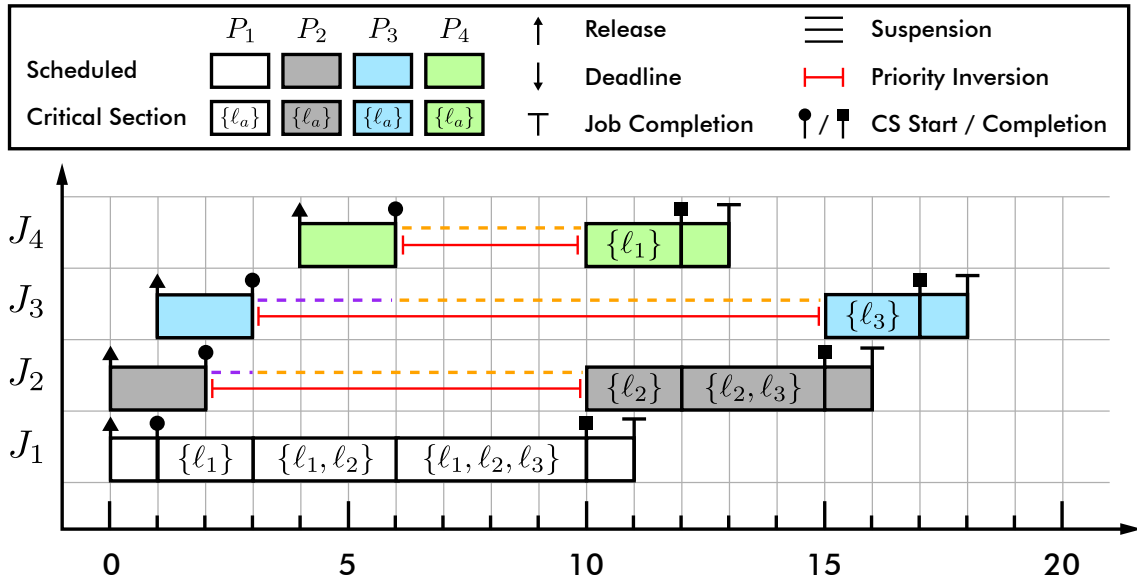 P₁ P₂ P₃ P₄ Release Suspension
Scheduled Deadline Priority Inversion
Critical Section {ℓₐ} {ℓₐ} {ℓₐ} {ℓₐ} Job Completion / CS Start / Completion
J₄ {ℓ₁}
J₃ {ℓ₃}
J₂ {ℓ₂} {ℓ₂, ℓ₃}
J₁ {ℓ₁} {ℓ₁, ℓ₂} {ℓ₁, ℓ₂, ℓ₃}
0 5 10 15 20